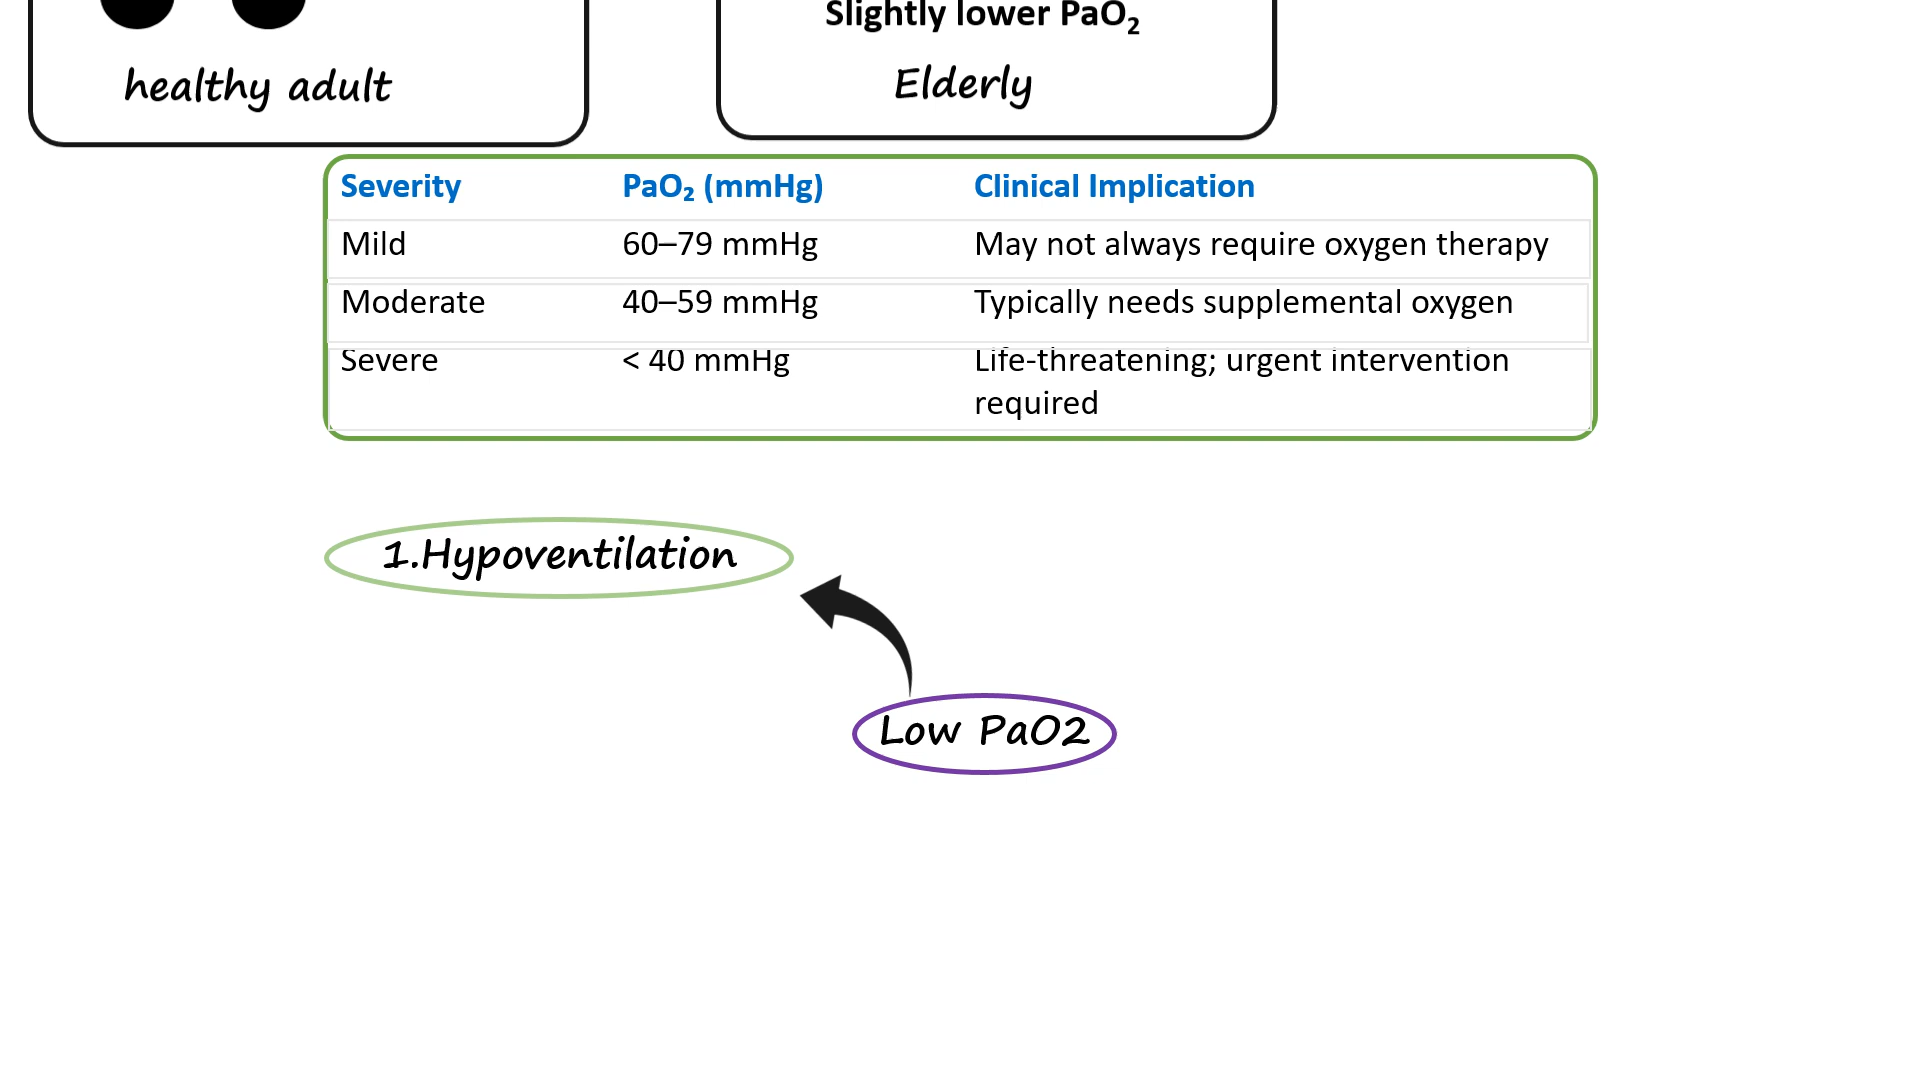 Slightly lower PaO₂
healthy adult
Elderly
Severity PaO₂ (mmHg) Clinical Implication
Mild 60–79 mmHg May not always require oxygen therapy
Moderate 40–59 mmHg Typically needs supplemental oxygen
Severe < 40 mmHg Life-threatening; urgent intervention
required
1.Hypoventilation
Low PaO2